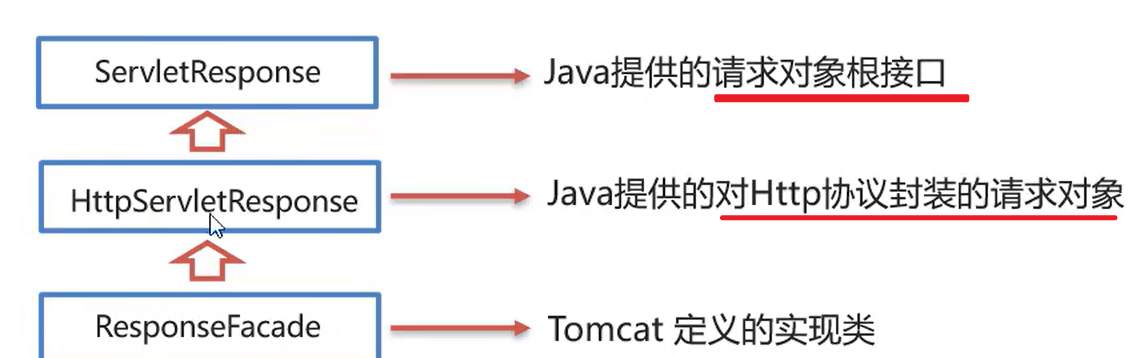 ServletResponse Java提供的请求对象根接口
HttpServletResponse Java提供的对Http协议封装的请求对象
ResponseFacade Tomcat 定义的实现类